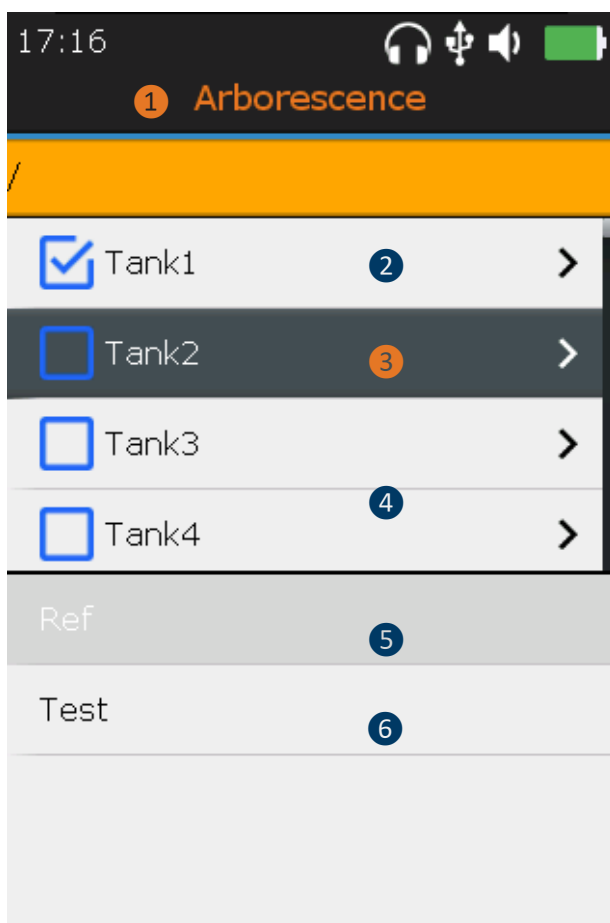 17:16
1 Arborescence
/
Tank1 2
Tank2 3
Tank3
4
Tank4
Ref
5
Test
6